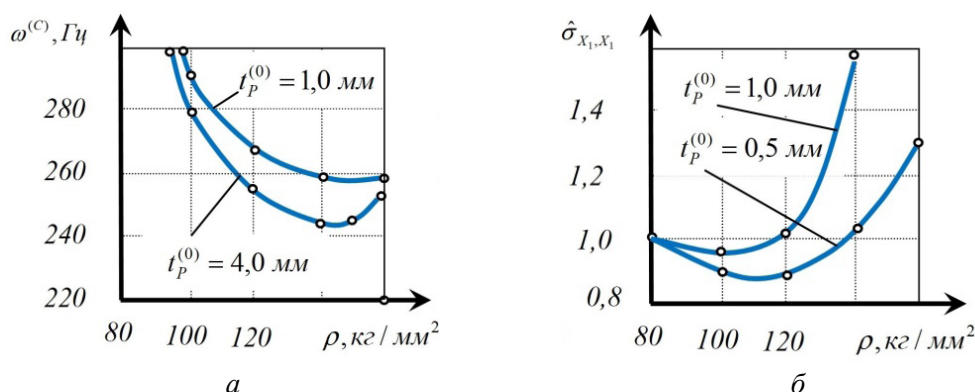 ω^(C), Гц
280
260
240
220
80
100
120
ρ, кг / мм²
t_P^(0) = 1,0 мм
t_P^(0) = 4,0 мм
а
σ̂_X₁,X₁
1,4
1,2
1,0
0,8
80
100
120
ρ, кг / мм²
t_P^(0) = 1,0 мм
t_P^(0) = 0,5 мм
б